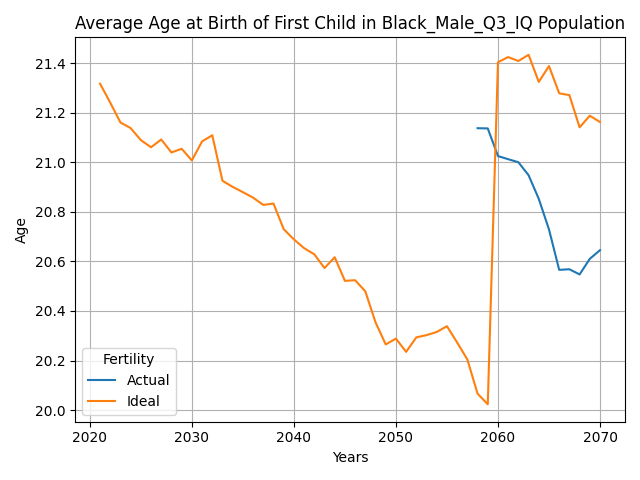 Average Age at Birth of First Child in Black_Male_Q3_IQ Population
Age
21.4
21.2
21.0
20.8
20.6
20.4
20.2
20.0
Fertility
Actual
Ideal
2020
2030
2040
2050
2060
2070
Years